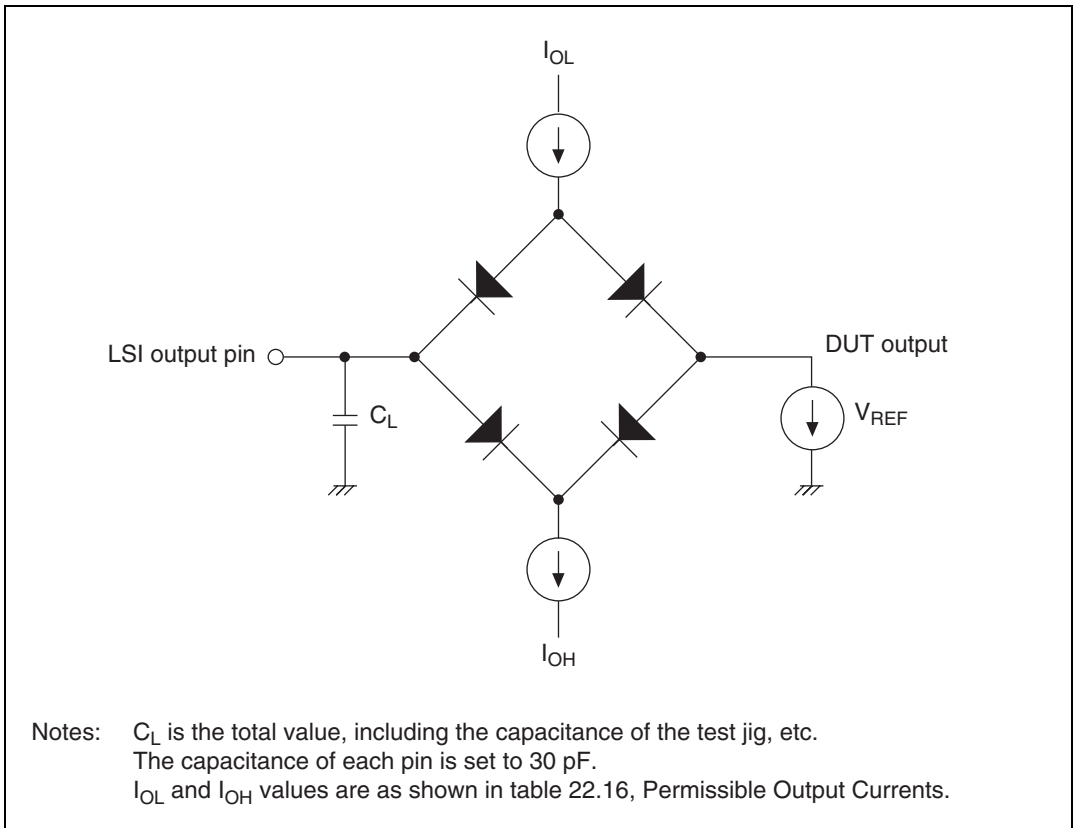 I_OL
LSI output pin
C_L
DUT output
V_REF
I_OH
Notes: C_L is the total value, including the capacitance of the test jig, etc.
The capacitance of each pin is set to 30 pF.
I_OL and I_OH values are as shown in table 22.16, Permissible Output Currents.